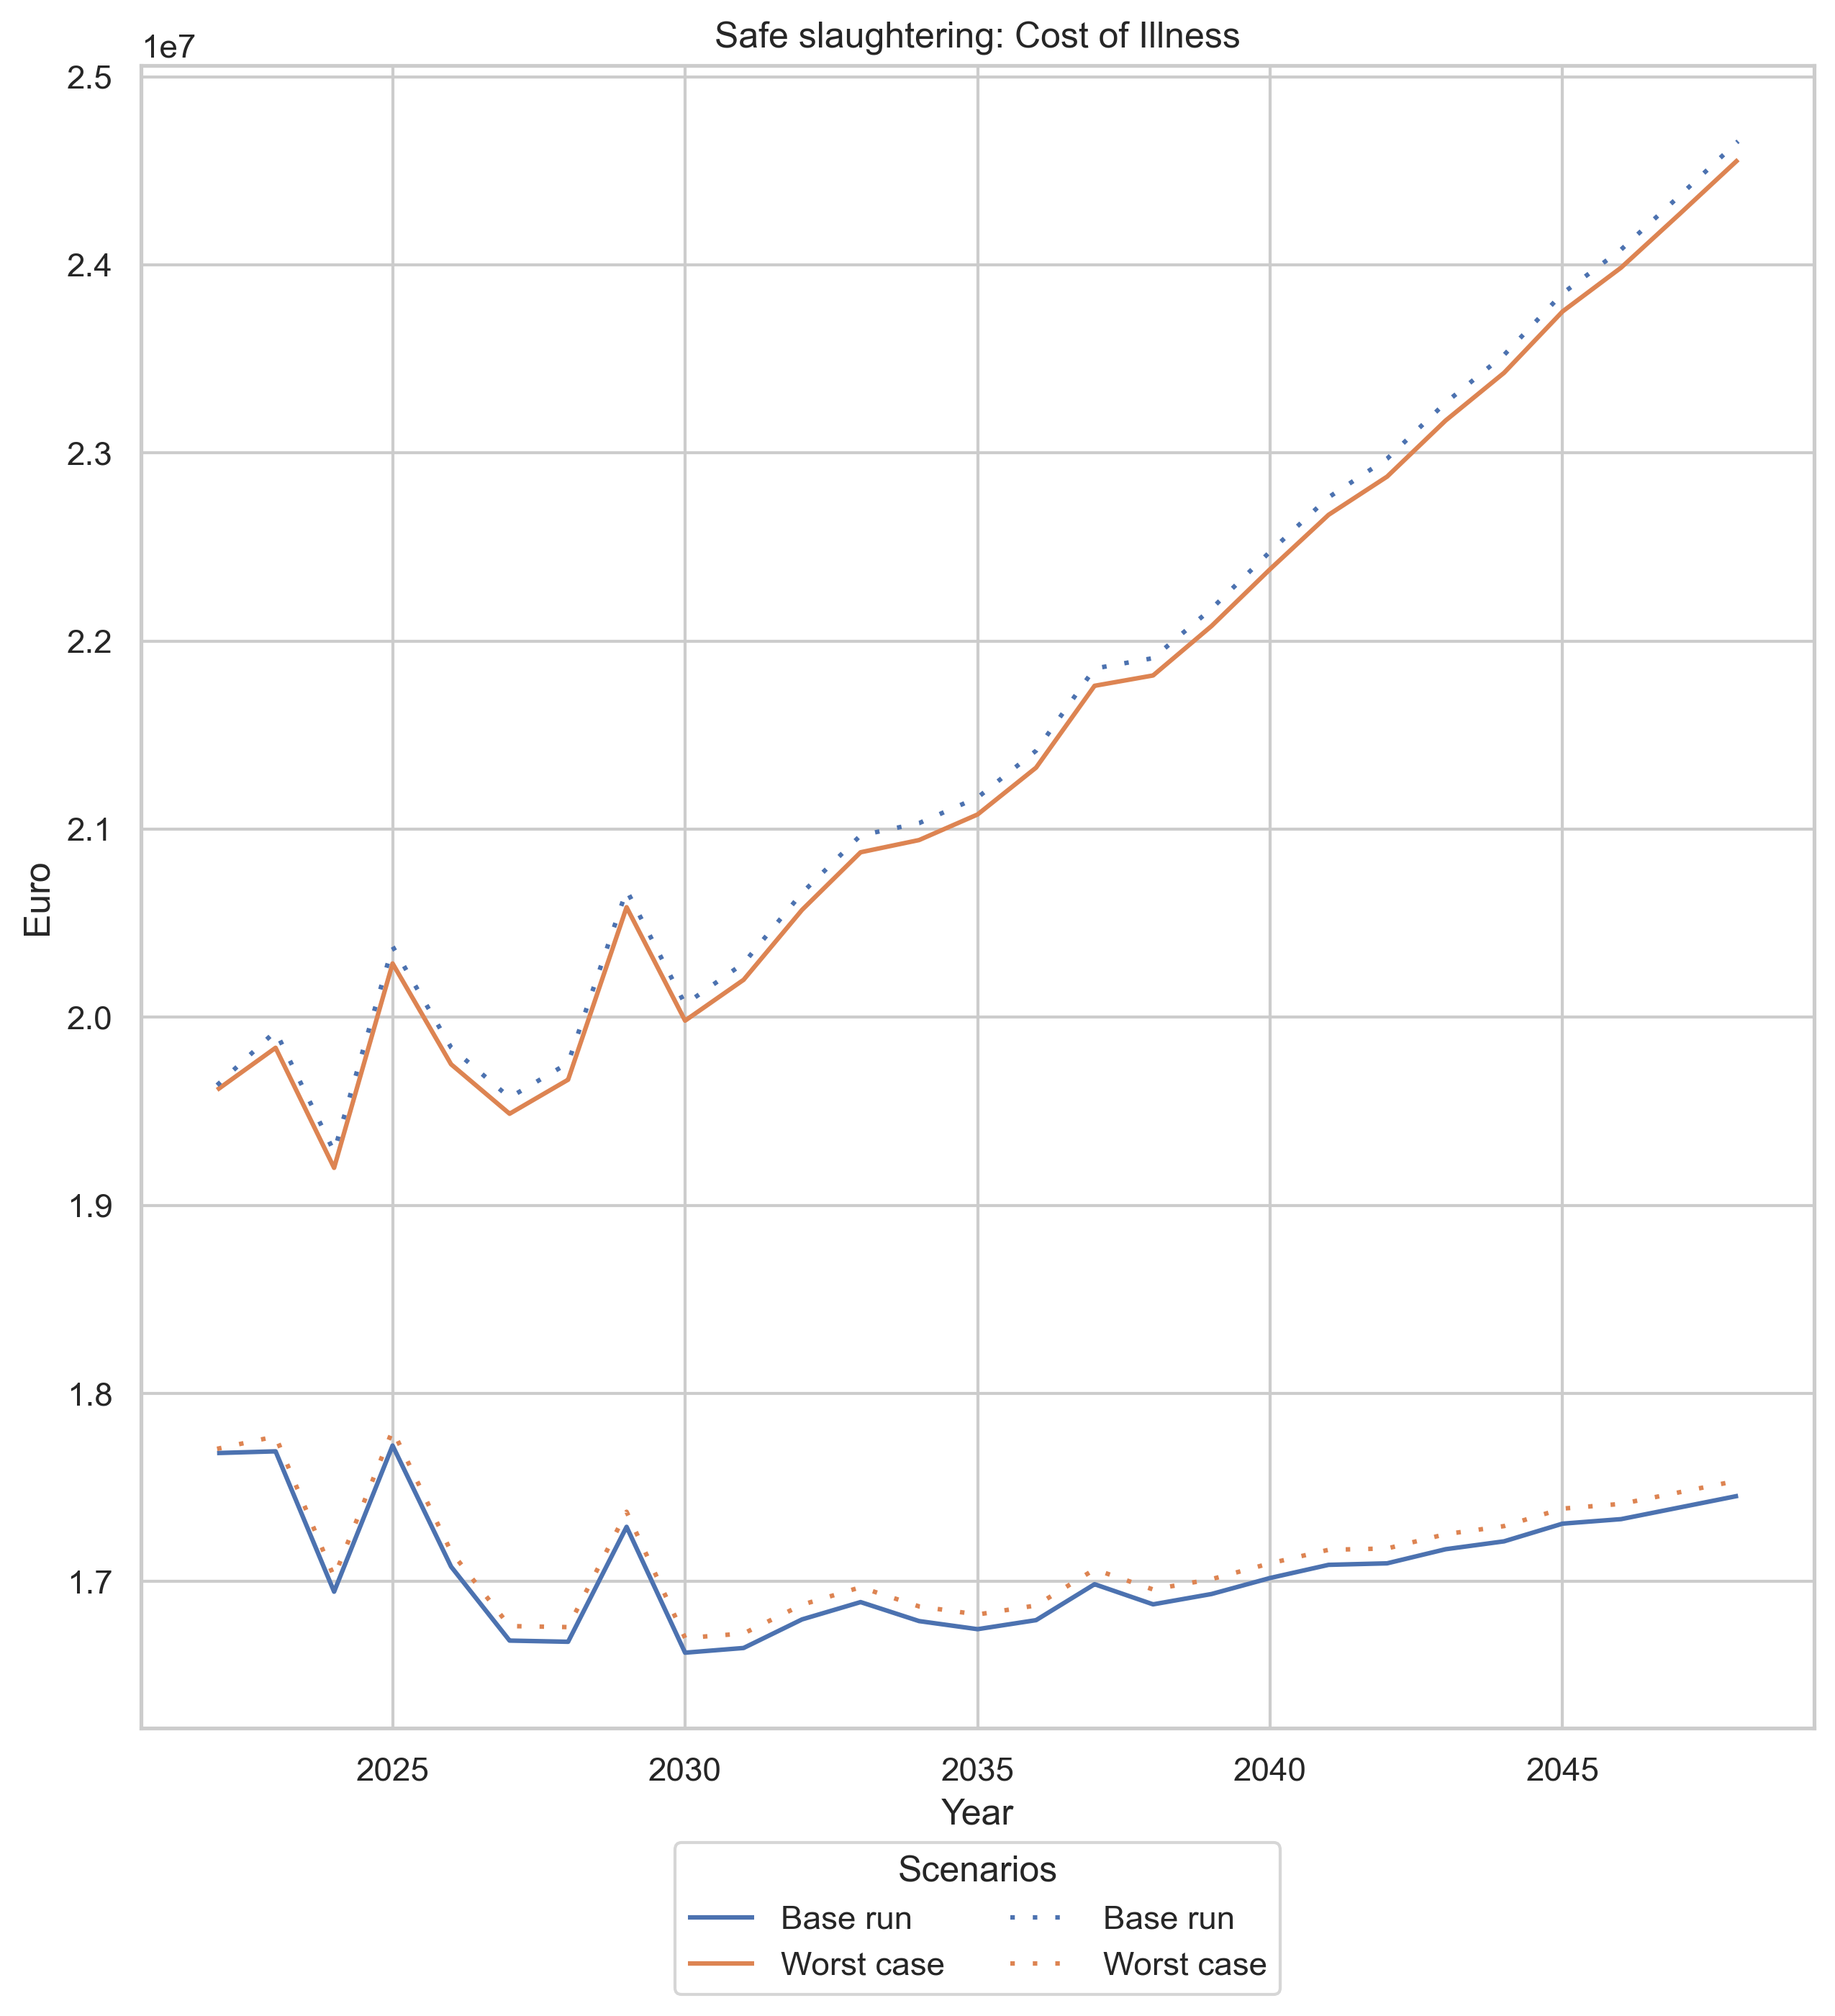 Safe slaughtering: Cost of Illness
1e7
2.5
2.4
2.3
2.2
2.1
2.0
1.9
1.8
1.7
Euro
2025 2030 2035 2040 2045
Year
Scenarios
Base run Base run
Worst case Worst case